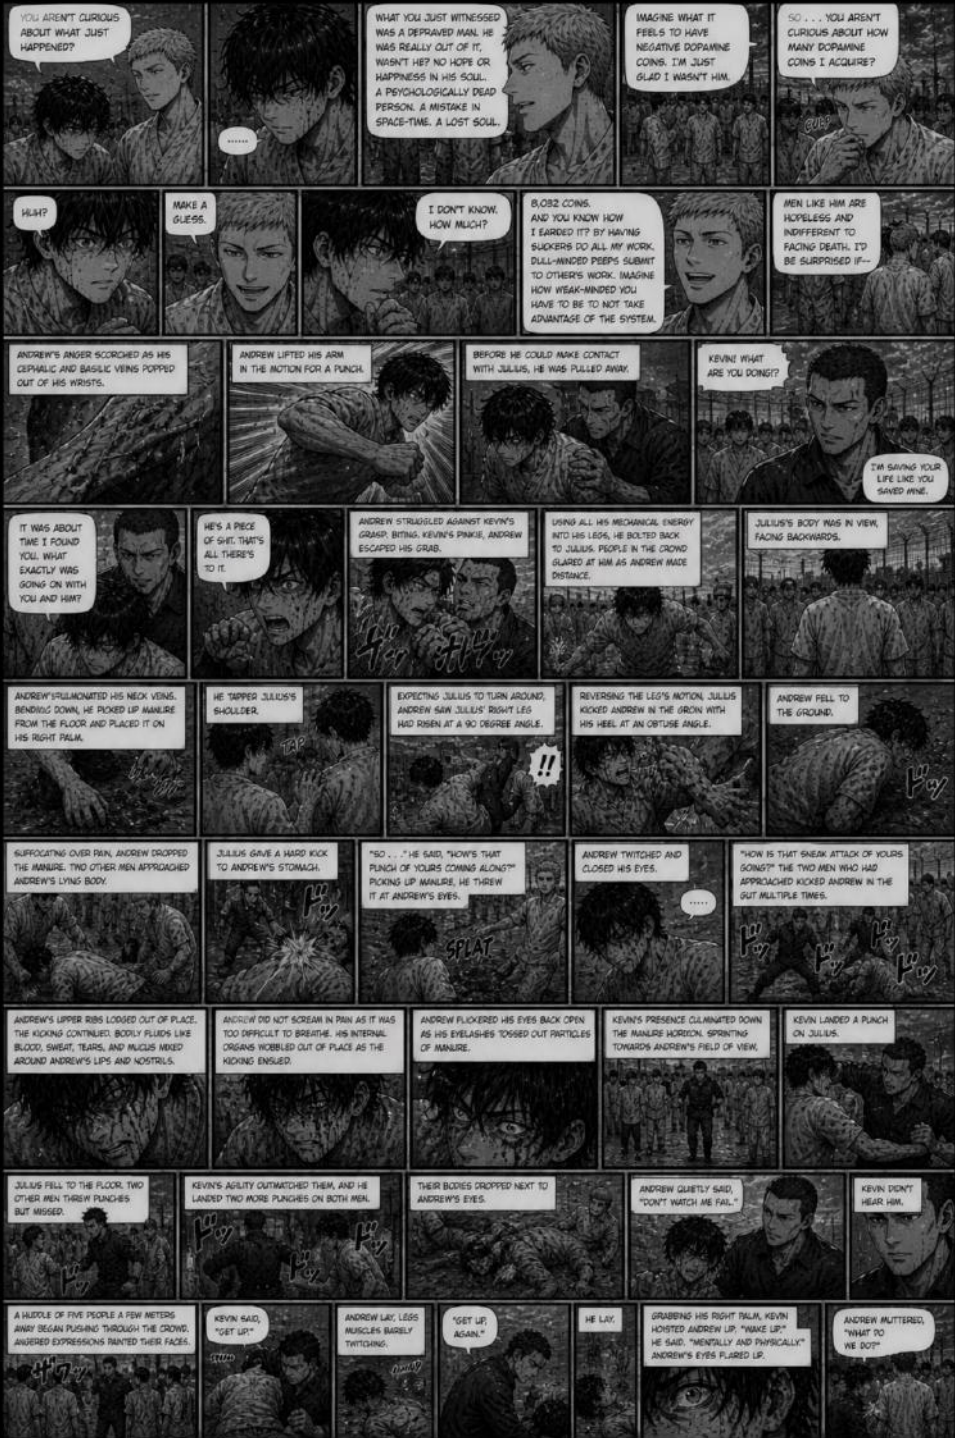 YOU AREN'T CURIOUS
ABOUT WHAT JUST
HAPPENED?
......
WHAT YOU JUST WITNESSED
WAS A DEPRAVED MAN. HE
WAS REALLY OUT OF IT,
WASN'T HE? NO HOPE OR
HAPPINESS IN HIS SOUL.
A PSYCHOLOGICALLY DEAD
PERSON. A MISTAKE IN
SPACE-TIME. A LOST SOUL.
IMAGINE WHAT IT
FEELS TO HAVE
NEGATIVE DOPAMINE
COINS. I'M JUST
GLAD I WASN'T HIM.
SO . . . YOU AREN'T
CURIOUS ABOUT HOW
MANY DOPAMINE
COINS I ACQUIRE?
GULP
HUH?
MAKE A
GUESS.
I DON'T KNOW.
HOW MUCH?
8,032 COINS.
AND YOU KNOW HOW
I EARDED IT? BY HAVING
SUCKERS DO ALL MY WORK.
DULL-MINDED PEEPS SUBMIT
TO OTHER'S WORK. IMAGINE
HOW WEAK-MINDED YOU
HAVE TO BE TO NOT TAKE
ADVANTAGE OF THE SYSTEM.
MEN LIKE HIM ARE
HOPELESS AND
INDIFFERENT TO
FACING DEATH. I'D
BE SURPRISED IF--
ANDREW'S ANGER SCORCHED AS HIS
CEPHALIC AND BASILIC VEINS POPPED
OUT OF HIS WRISTS.
ANDREW LIFTED HIS ARM
IN THE MOTION FOR A PUNCH.
BEFORE HE COULD MAKE CONTACT
WITH JULIUS, HE WAS PULLED AWAY.
KEVIN! WHAT
ARE YOU DOING!?
I'M SAVING YOUR
LIFE LIKE YOU
SAVED MINE.
IT WAS ABOUT
TIME I FOUND
YOU. WHAT
EXACTLY WAS
GOING ON WITH
YOU AND HIM?
HE'S A PIECE
OF SHIT. THAT'S
ALL THERE'S
TO IT.
ANDREW STRUGGLED AGAINST KEVIN'S
GRASP. BITING. KEVIN'S PINKIE, ANDREW
ESCAPED HIS GRAB.
USING ALL HIS MECHANICAL ENERGY
INTO HIS LEGS, HE BOLTED BACK
TO JULIUS. PEOPLE IN THE CROWD
GLARED AT HIM AS ANDREW MADE
DISTANCE.
JULIUS'S BODY WAS IN VIEW,
FACING BACKWARDS.
ANDREW FULMONATED HIS NECK VEINS.
BENDING DOWN, HE PICKED UP MANURE
FROM THE FLOOR AND PLACED IT ON
HIS RIGHT PALM.
HE TAPPER JULIUS'S
SHOULDER.
TAP
EXPECTING JULIUS TO TURN AROUND,
ANDREW SAW JULIUS' RIGHT LEG
HAD RISEN AT A 90 DEGREE ANGLE.
!!
REVERSING THE LEG'S MOTION, JULIUS
KICKED ANDREW IN THE GROIN WITH
HIS HEEL AT AN OBTUSE ANGLE.
ANDREW FELL TO
THE GROUND.
ドッ
SUFFOCATING OVER PAIN, ANDREW DROPPED
THE MANURE. TWO OTHER MEN APPROACHED
ANDREW'S LYING BODY.
JULIUS GAVE A HARD KICK
TO ANDREW'S STOMACH.
ドッ
"SO . . ." HE SAID, "HOW'S THAT
PUNCH OF YOURS COMING ALONG?"
PICKING UP MANURE, HE THREW
IT AT ANDREW'S EYES.
SPLAT
ANDREW TWITCHED AND
CLOSED HIS EYES.
.....
"HOW IS THAT SNEAK ATTACK OF YOURS
GOING?" THE TWO MEN WHO HAD
APPROACHED KICKED ANDREW IN THE
GUT MULTIPLE TIMES.
ドッ
ドッ
ドッ
ドッ
ANDREW'S UPPER RIBS LODGED OUT OF PLACE.
THE KICKING CONTINUED. BODILY FLUIDS LIKE
BLOOD, SWEAT, TEARS, AND MUCUS MIXED
AROUND ANDREW'S LIPS AND NOSTRILS.
ANDREW DID NOT SCREAM IN PAIN AS IT WAS
TOO DIFFICULT TO BREATHE. HIS INTERNAL
ORGANS WOBBLED OUT OF PLACE AS THE
KICKING ENSUED.
ANDREW FLICKERED HIS EYES BACK OPEN
AS HIS EYELASHES TOSSED OUT PARTICLES
OF MANURE.
KEVIN'S PRESENCE CULMINATED DOWN
THE MANURE HORIZON. SPRINTING
TOWARDS ANDREW'S FIELD OF VIEW,
KEVIN LANDED A PUNCH
ON JULIUS.
JULIUS FELL TO THE FLOOR. TWO
OTHER MEN THREW PUNCHES
BUT MISSED.
ドッ
KEVIN'S AGILITY OUTMATCHED THEM, AND HE
LANDED TWO MORE PUNCHES ON BOTH MEN.
ドッ
ドッ
ドッ
THEIR BODIES DROPPED NEXT TO
ANDREW'S EYES.
ANDREW QUIETLY SAID,
"DON'T WATCH ME FAIL."
KEVIN DIDN'T
HEAR HIM.
A HUDDLE OF FIVE PEOPLE A FEW METERS
AWAY BEGAN PUSHING THROUGH THE CROWD.
ANGERED EXPRESSIONS PAINTED THEIR FACES.
ザワッ
KEVIN SAID,
"GET UP."
ANDREW LAY, LEGS
MUSCLES BARELY
TWITCHING.
"GET UP,
AGAIN."
HE LAY.
GRABBING HIS RIGHT PALM, KEVIN
HOISTED ANDREW UP. "WAKE UP,"
HE SAID. "MENTALLY AND PHYSICALLY."
ANDREW'S EYES FLARED UP.
ANDREW MUTTERED,
"WHAT DO
WE DO?"